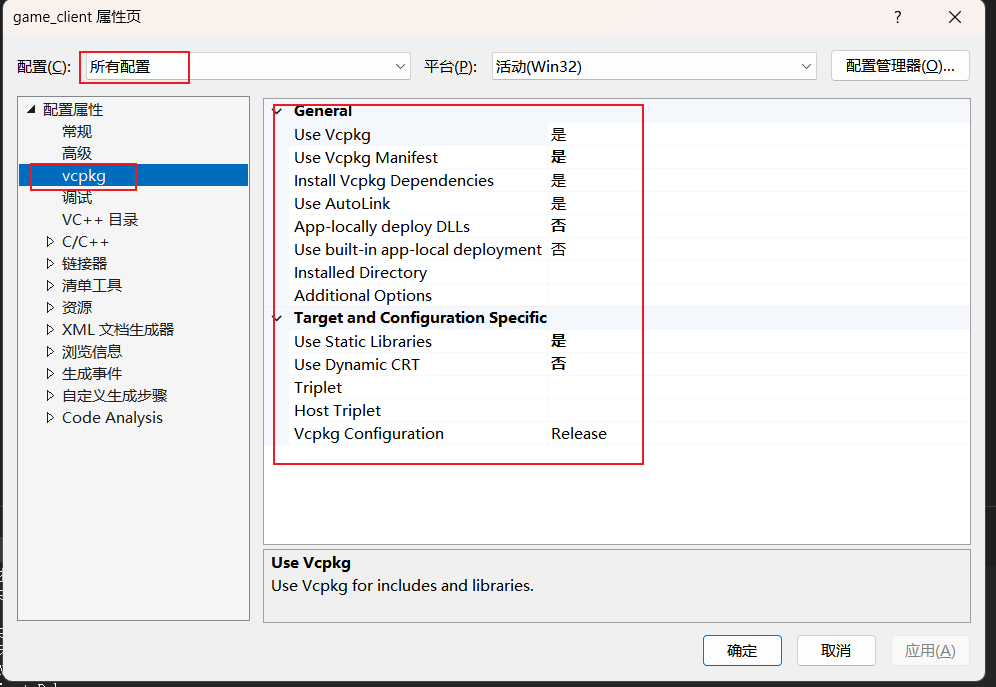 game_client 属性页
?
配置(C): 所有配置 平台(P): 活动(Win32) 配置管理器(O)...
配置属性
常规
高级
vcpkg
调试
VC++ 目录
C/C++
链接器
清单工具
资源
XML 文档生成器
浏览信息
生成事件
自定义生成步骤
Code Analysis
General
Use Vcpkg 是
Use Vcpkg Manifest 是
Install Vcpkg Dependencies 是
Use AutoLink 是
App-locally deploy DLLs 否
Use built-in app-local deployment 否
Installed Directory
Additional Options
Target and Configuration Specific
Use Static Libraries 是
Use Dynamic CRT 否
Triplet
Host Triplet
Vcpkg Configuration Release
Use Vcpkg
Use Vcpkg for includes and libraries.
确定 取消 应用(A)